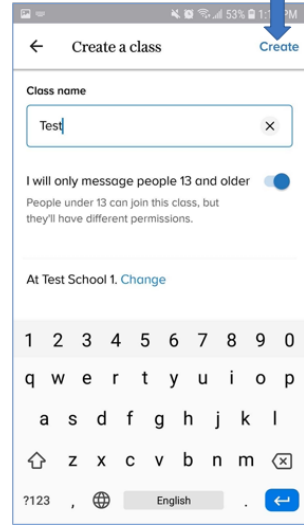 53%
Create a class
Create
Class name
Test
I will only message people 13 and older
People under 13 can join this class, but
they'll have different permissions.
At Test School 1. Change
1 2 3 4 5 6 7 8 9 0
q w e r t y u i o p
a s d f g h j k l
z x c v b n m
?123 , English .